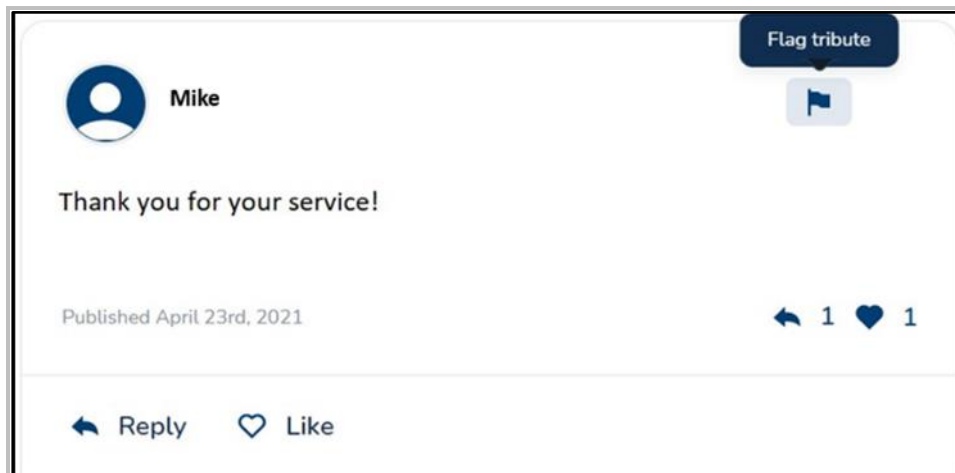 Flag tribute
Mike
Thank you for your service!
Published April 23rd, 2021 1 1
Reply Like